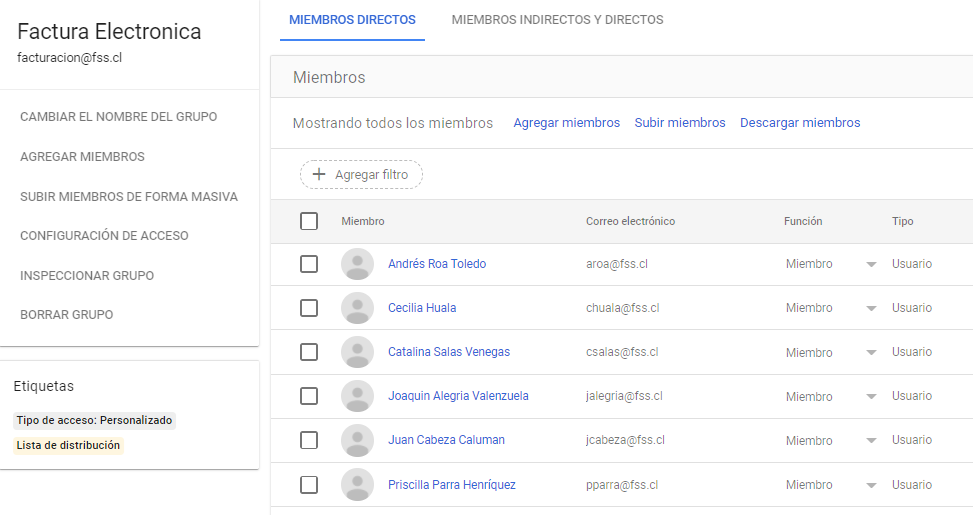 Factura Electronica
facturacion@fss.cl
CAMBIAR EL NOMBRE DEL GRUPO
AGREGAR MIEMBROS
SUBIR MIEMBROS DE FORMA MASIVA
CONFIGURACIÓN DE ACCESO
INSPECCIONAR GRUPO
BORRAR GRUPO
Etiquetas
Tipo de acceso: Personalizado
Lista de distribución
MIEMBROS DIRECTOS MIEMBROS INDIRECTOS Y DIRECTOS
Miembros
Mostrando todos los miembros Agregar miembros Subir miembros Descargar miembros
Agregar filtro
Miembro Correo electrónico Función Tipo
Andrés Roa Toledo aroa@fss.cl Miembro Usuario
Cecilia Huala chuala@fss.cl Miembro Usuario
Catalina Salas Venegas csalas@fss.cl Miembro Usuario
Joaquin Alegria Valenzuela jalegria@fss.cl Miembro Usuario
Juan Cabeza Caluman jcabeza@fss.cl Miembro Usuario
Priscilla Parra Henríquez pparra@fss.cl Miembro Usuario